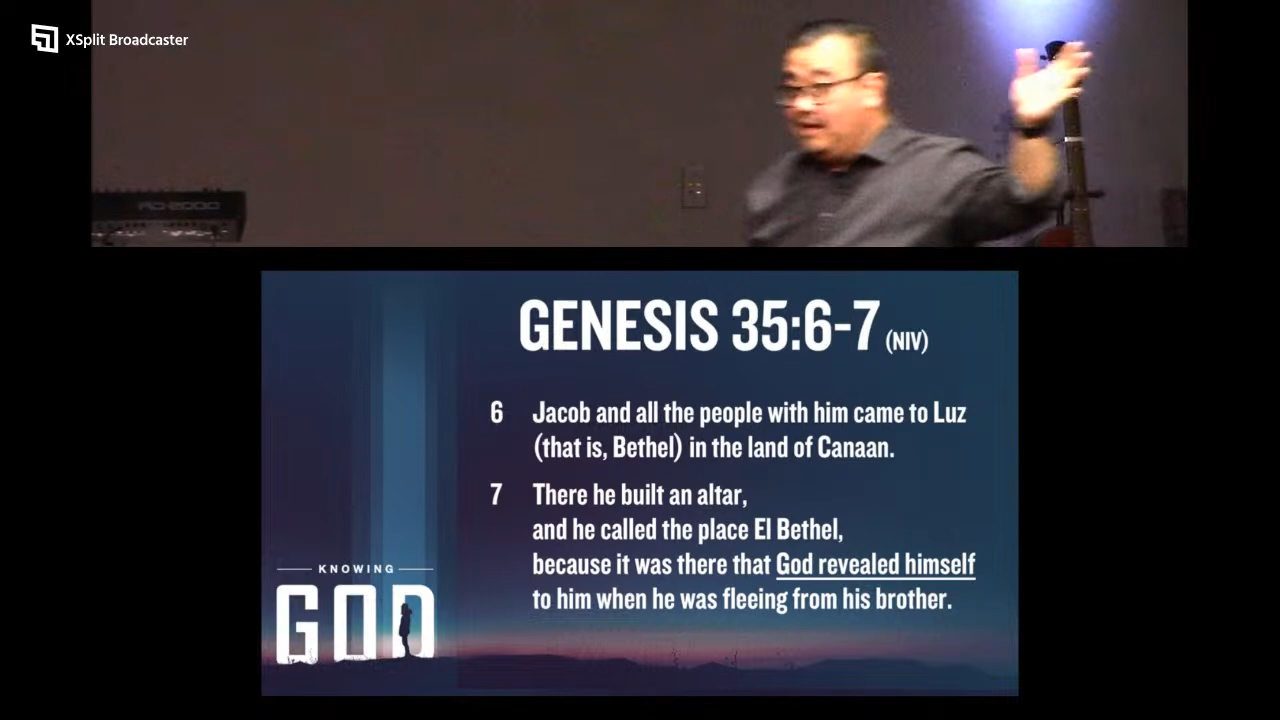 XSplit Broadcaster
RD-2000
GENESIS 35:6-7 (NIV)
6 Jacob and all the people with him came to Luz
(that is, Bethel) in the land of Canaan.
7 There he built an altar,
and he called the place El Bethel,
because it was there that God revealed himself
to him when he was fleeing from his brother.
KNOWING
GOD